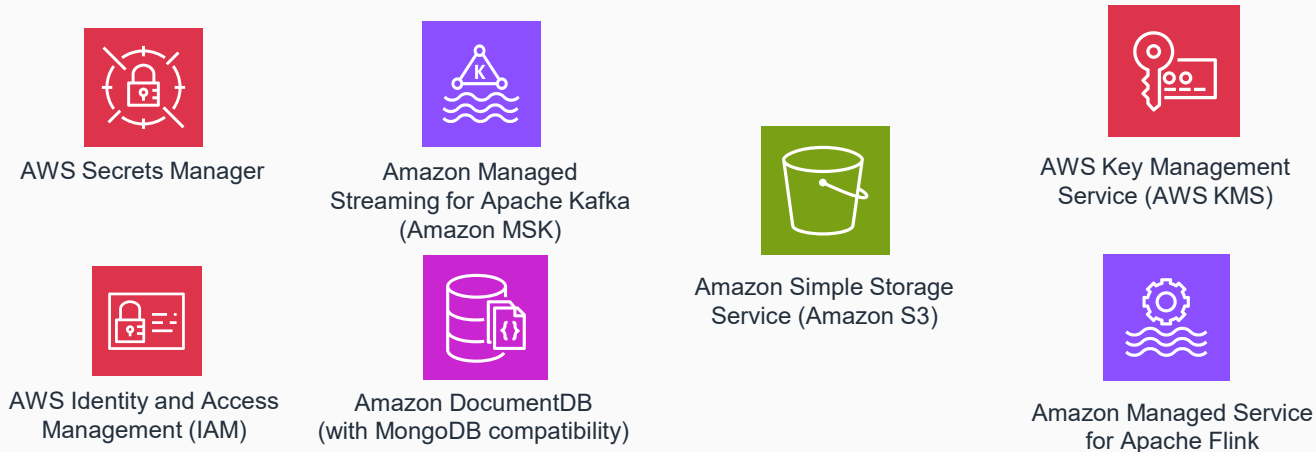 AWS Secrets Manager
K
Amazon Managed
Streaming for Apache Kafka
(Amazon MSK)
Amazon Simple Storage
Service (Amazon S3)
AWS Key Management
Service (AWS KMS)
AWS Identity and Access
Management (IAM)
{}
Amazon DocumentDB
(with MongoDB compatibility)
Amazon Managed Service
for Apache Flink